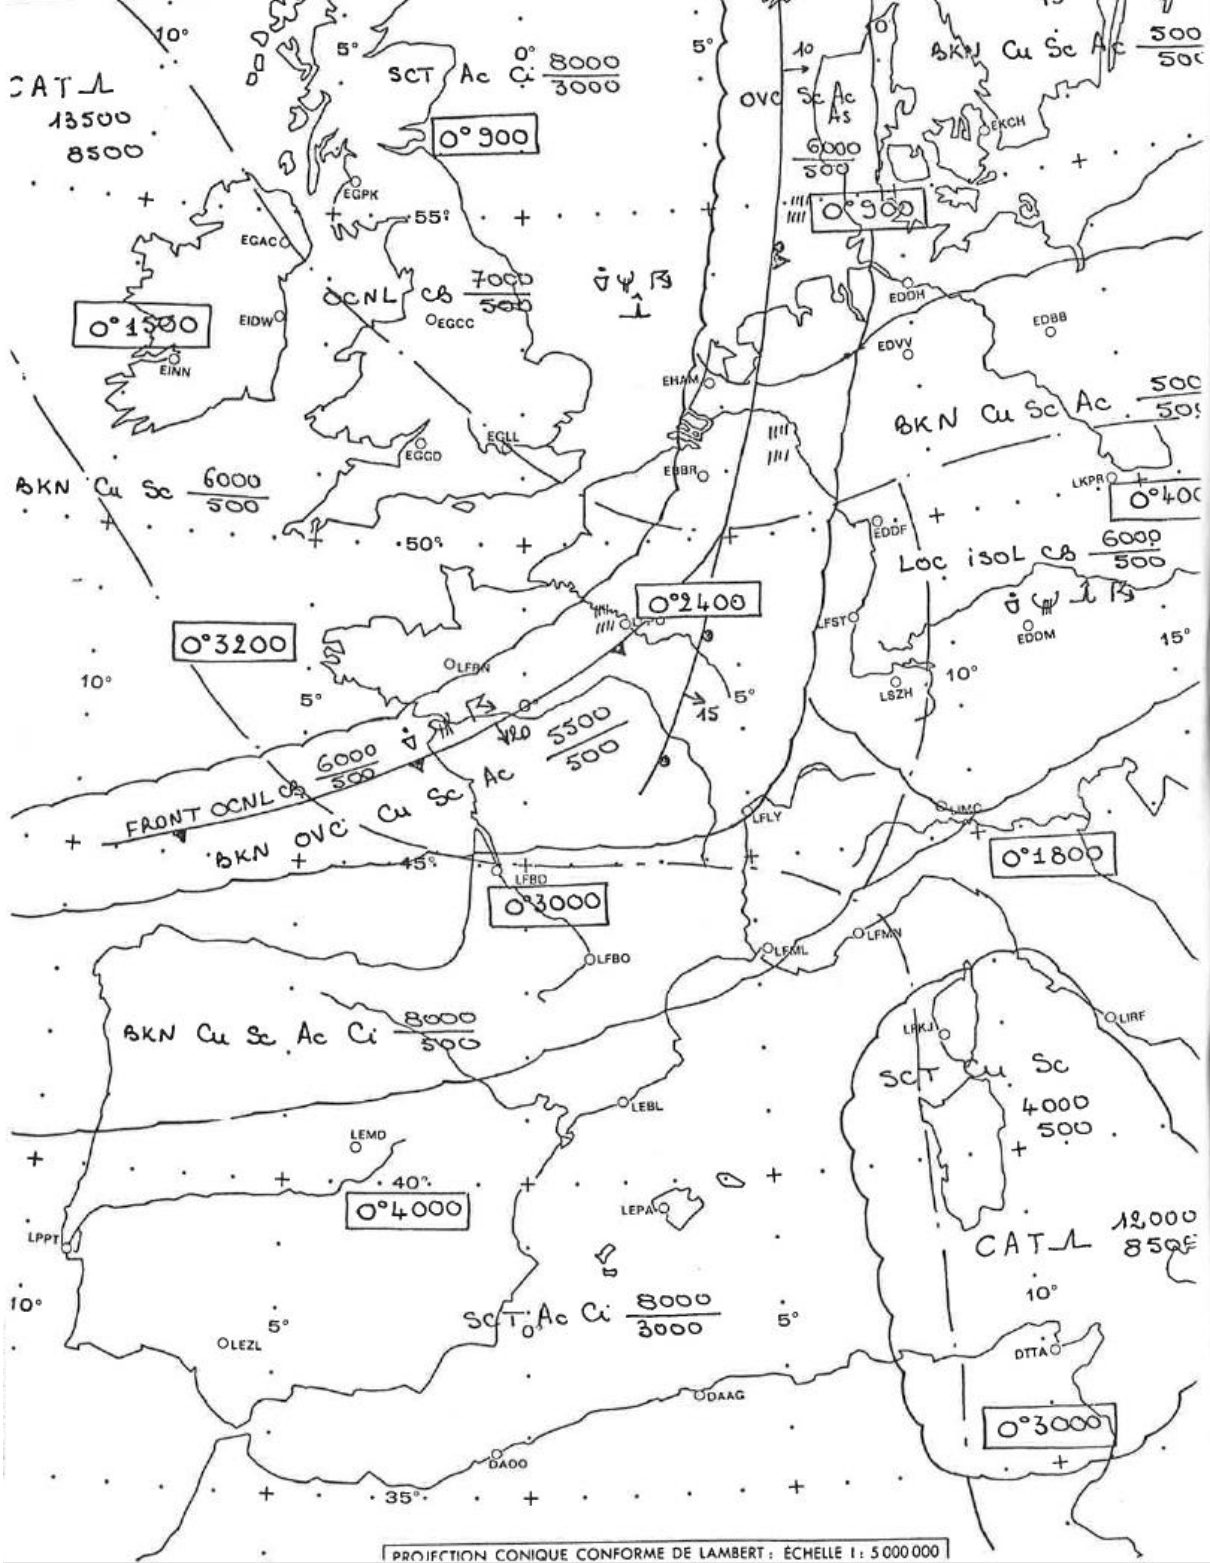 10°
5°
0°
5°
10
SCT Ac Ci 8000
3000
BKN Cu Sc Ac 500
500
CAT
13500
8500
OVC Sc Ac
As
6000
500
0°900
EKCH
EGPK
55°
0°900
EGAC
OCNL CB 7000
500
EDDH
0°1500
EIDW
EGCC
EDBB
EDVV
EINN
EHAM
BKN Cu Sc Ac 500
EGGD
EGLL
EBBR
BKN Cu Sc 6000
500
LKPR
0°400
50°
EDDF
LOC isOL CB 6000
500
0°2400
LFST
EDDM
15°
0°3200
LFRN
10°
5°
5°
LSZH
10°
15
20
5500
500
6000
500
FRONT OCNL CB
BKN OVC Cu Sc Ac
LFLY
LIMC
45°
LFBD
0°1800
0°3000
LFBO
LFML
LFMN
BKN Cu Sc Ac Ci 8000
500
LFKJ
LIRF
SCT Cu Sc
4000
500
LEBL
LEMD
40°
0°4000
LEPA
LPPT
CAT 12000
850
10°
10°
SCT Ac Ci 8000
3000
5°
0°
5°
LEZL
DTTA
DAAG
0°3000
DAOO
35°
PROJECTION CONIQUE CONFORME DE LAMBERT : ÉCHELLE 1 : 5 000 000